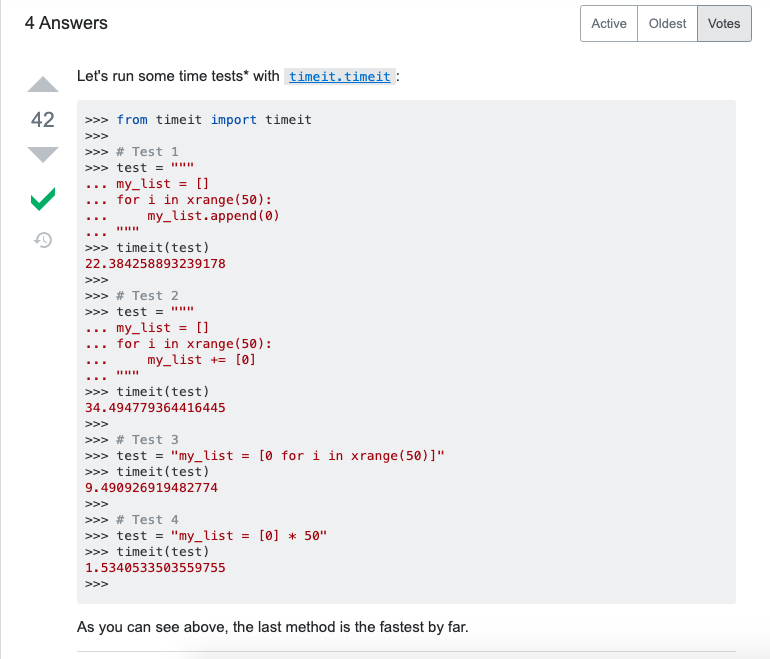 4 Answers
Active Oldest Votes
Let's run some time tests* with timeit.timeit:
42
>>> from timeit import timeit
>>>
>>> # Test 1
>>> test = """
... my_list = []
... for i in xrange(50):
...     my_list.append(0)
... """
>>> timeit(test)
22.384258893239178
>>>
>>> # Test 2
>>> test = """
... my_list = []
... for i in xrange(50):
...     my_list += [0]
... """
>>> timeit(test)
34.494779364416445
>>>
>>> # Test 3
>>> test = "my_list = [0 for i in xrange(50)]"
>>> timeit(test)
9.490926919482774
>>>
>>> # Test 4
>>> test = "my_list = [0] * 50"
>>> timeit(test)
1.5340533503559755
>>>
As you can see above, the last method is the fastest by far.